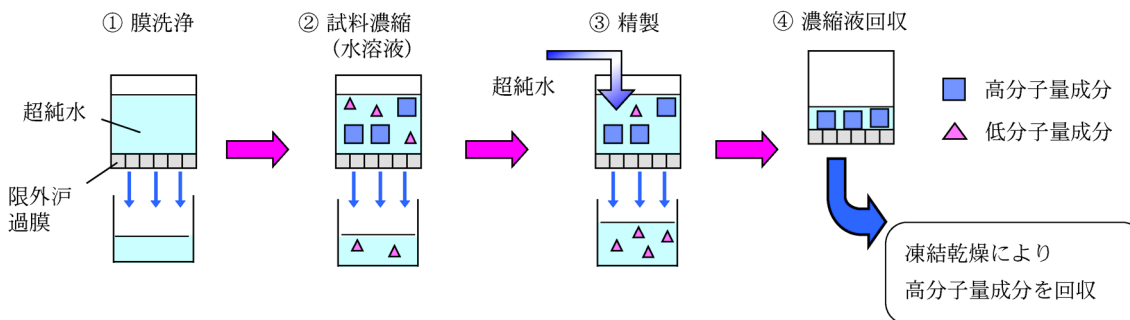 ① 膜洗浄
② 試料濃縮
(水溶液)
③ 精製
④ 濃縮液回収
超純水
限外沪
過膜
超純水
高分子量成分
低分子量成分
凍結乾燥により
高分子量成分を回収